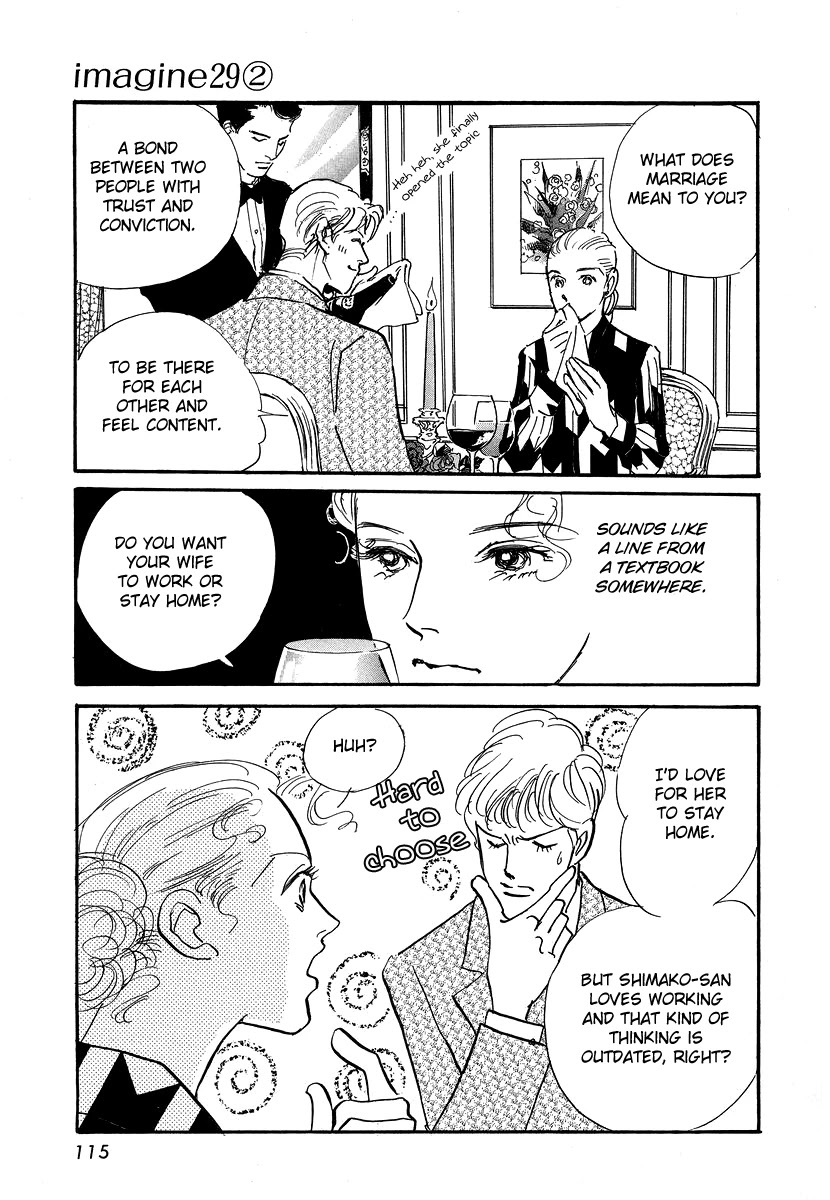 imagine29②
WHAT DOES
MARRIAGE
MEAN TO YOU?
Heh heh, she finally
opened the topic
A BOND
BETWEEN TWO
PEOPLE WITH
TRUST AND
CONVICTION.
TO BE THERE
FOR EACH
OTHER AND
FEEL CONTENT.
SOUNDS LIKE
A LINE FROM
A TEXTBOOK
SOMEWHERE.
DO YOU WANT
YOUR WIFE
TO WORK OR
STAY HOME?
I'D LOVE
FOR HER
TO STAY
HOME.
HUH?
Hard
to
choose
BUT SHIMAKO-SAN
LOVES WORKING
AND THAT KIND OF
THINKING IS
OUTDATED, RIGHT?
115